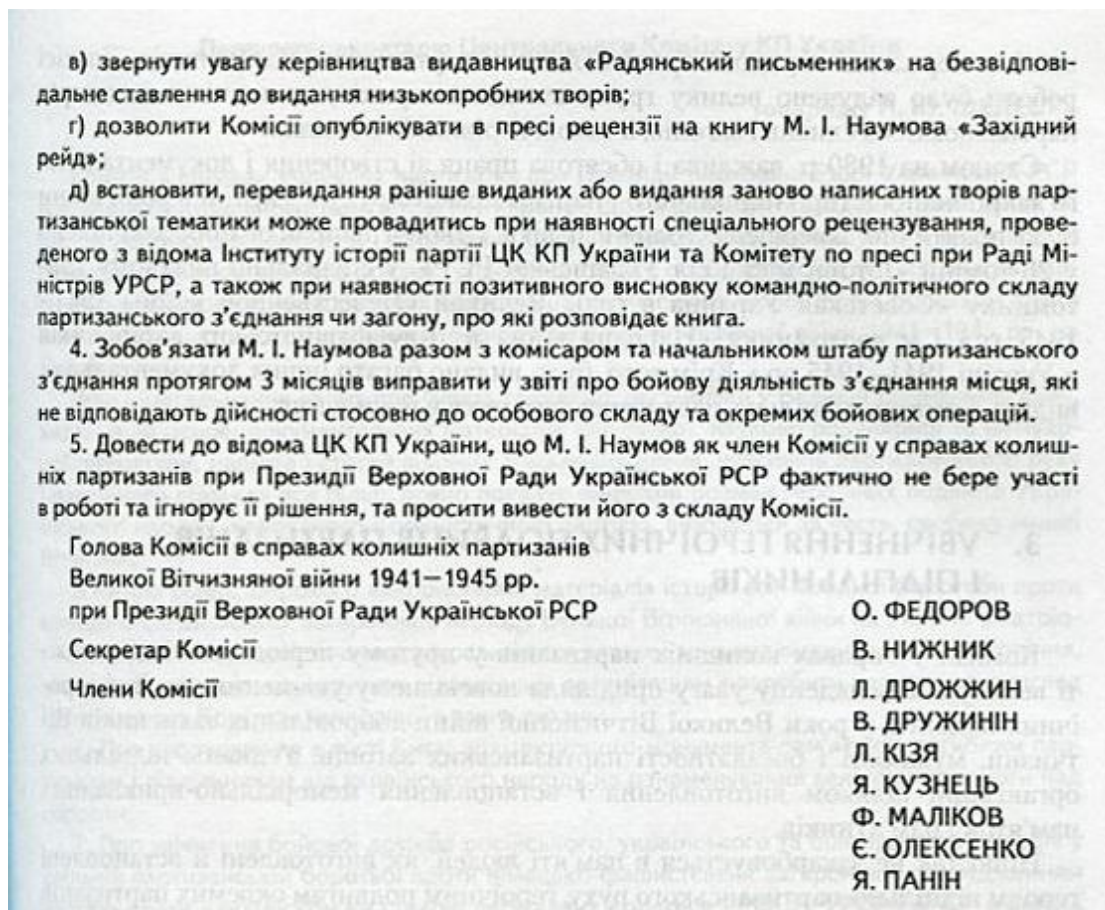 в) звернути увагу керівництва видавництва «Радянський письменник» на безвідпові-
дальне ставлення до видання низькопробних творів;
г) дозволити Комісії опублікувати в пресі рецензії на книгу М. І. Наумова «Західний
рейд»;
д) встановити, перевидання раніше виданих або видання заново написаних творів пар-
тизанської тематики може провадитись при наявності спеціального рецензування, прове-
деного з відома Інституту історії партії ЦК КП України та Комітету по пресі при Раді Мі-
ністрів УРСР, а також при наявності позитивного висновку командно-політичного складу
партизанського з'єднання чи загону, про які розповідає книга.
4. Зобов'язати М. І. Наумова разом з комісаром та начальником штабу партизанського
з'єднання протягом 3 місяців виправити у звіті про бойову діяльність з'єднання місця, які
не відповідають дійсності стосовно до особового складу та окремих бойових операцій.
5. Довести до відома ЦК КП України, що М. І. Наумов як член Комісії у справах колиш-
ніх партизанів при Президії Верховної Ради Української РСР фактично не бере участі
в роботі та ігнорує її рішення, та просити вивести його з складу Комісії.
Голова Комісії в справах колишніх партизанів
Великої Вітчизняної війни 1941–1945 рр.
при Президії Верховної Ради Української РСР О. ФЕДОРОВ
Секретар Комісії В. НИЖНИК
Члени Комісії Л. ДРОЖЖИН
В. ДРУЖИНІН
Л. КІЗЯ
Я. КУЗНЕЦЬ
Ф. МАЛІКОВ
Є. ОЛЕКСЕНКО
Я. ПАНІН